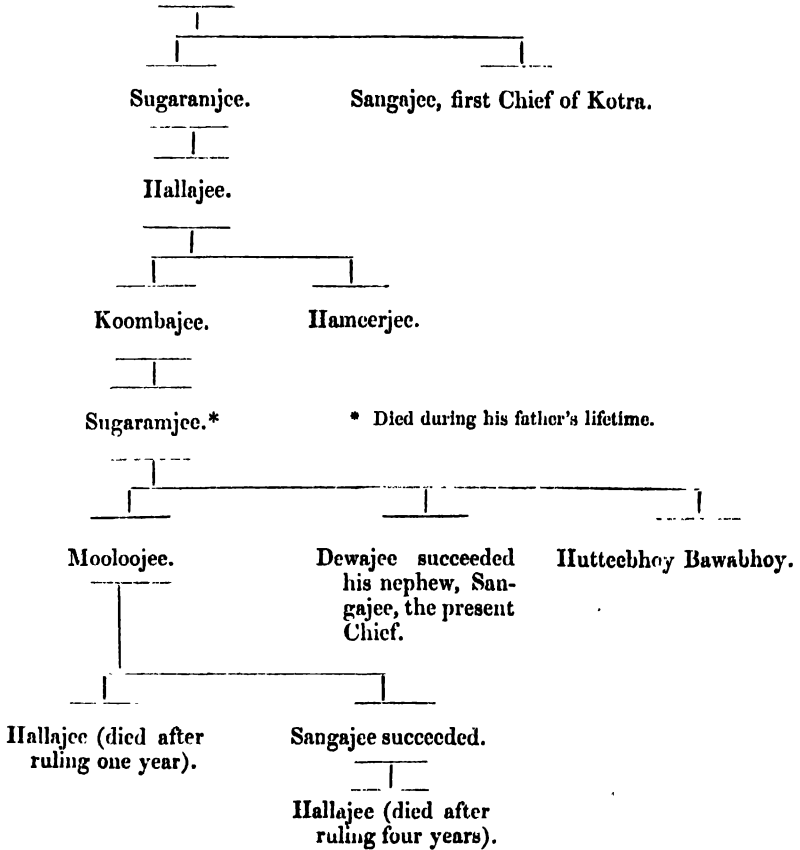 Sugaramjee. Sangajee, first Chief of Kotra.
Hallajee.
Koombajee. Hameerjee.
Sugaramjee.* * Died during his father's lifetime.
Mooloojee.
Dewajee succeeded
his nephew, San-
gajee, the present
Chief.
Hutteebhoy Bawabhoy.
Hallajee (died after
ruling one year).
Sangajee succeeded.
Hallajee (died after
ruling four years).